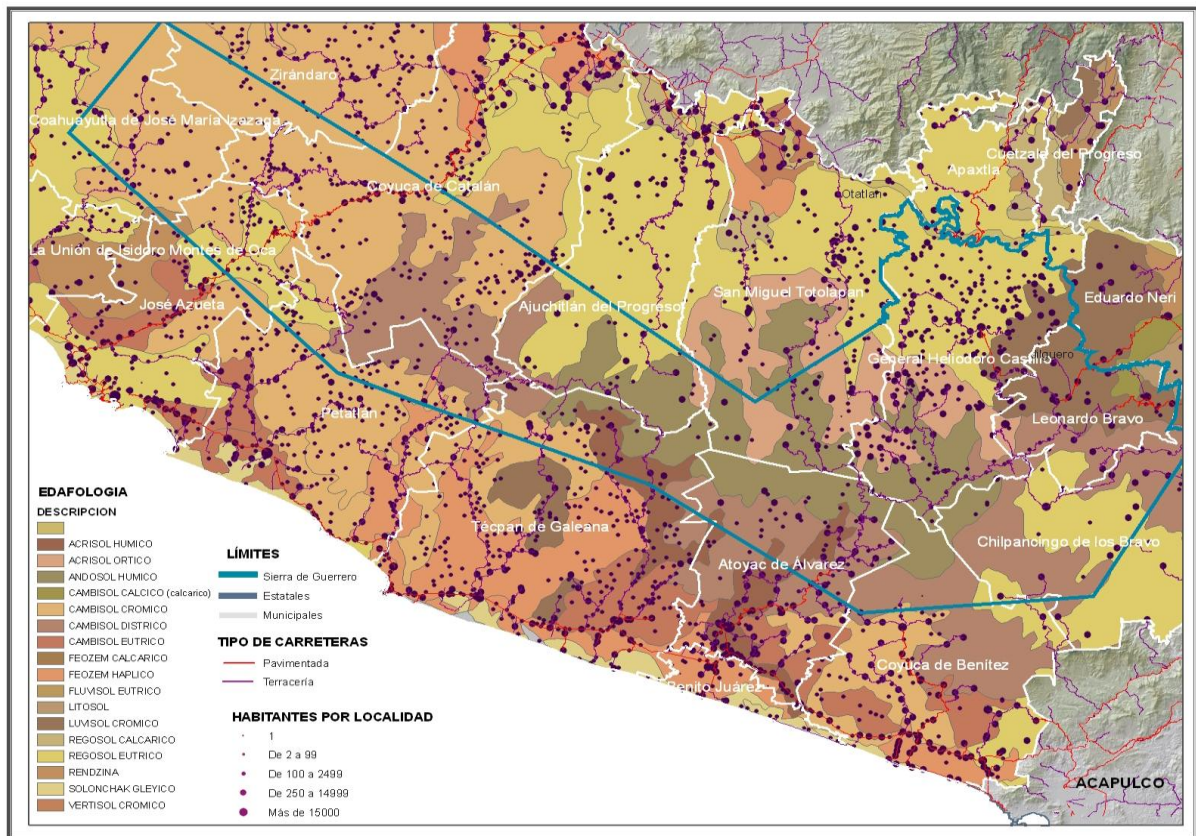 Zirándaro
Coahuayutla de José María Izazaga
Cuetzale del Progreso
Apaxtla
Coyuca de Catalán
Otatlan
La Unión de Isidoro Montes de Oca
José Azueta
Ajuchitlán del Progreso
San Miguel Totolapan
Eduardo Neri
General Heliodoro Castillo
Petatlán
Leonardo Bravo
Técpan de Galeana
Chilpancingo de los Bravo
Atoyac de Álvarez
Coyuca de Benítez
Benito Juárez
ACAPULCO
EDAFOLOGIA
DESCRIPCION
ACRISOL HUMICO
ACRISOL ORTICO
ANDOSOL HUMICO
CAMBISOL CALCICO (calcarico)
CAMBISOL CROMICO
CAMBISOL DISTRICO
CAMBISOL EUTRICO
FEOZEM CALCARICO
FEOZEM HAPLICO
FLUVISOL EUTRICO
LITOSOL
LUVISOL CROMICO
REGOSOL CALCARICO
REGOSOL EUTRICO
RENDZINA
SOLONCHAK GLEYICO
VERTISOL CROMICO
LÍMITES
Sierra de Guerrero
Estatales
Municipales
TIPO DE CARRETERAS
Pavimentada
Terracería
HABITANTES POR LOCALIDAD
1
De 2 a 99
De 100 a 2499
De 250 a 14999
Más de 15000